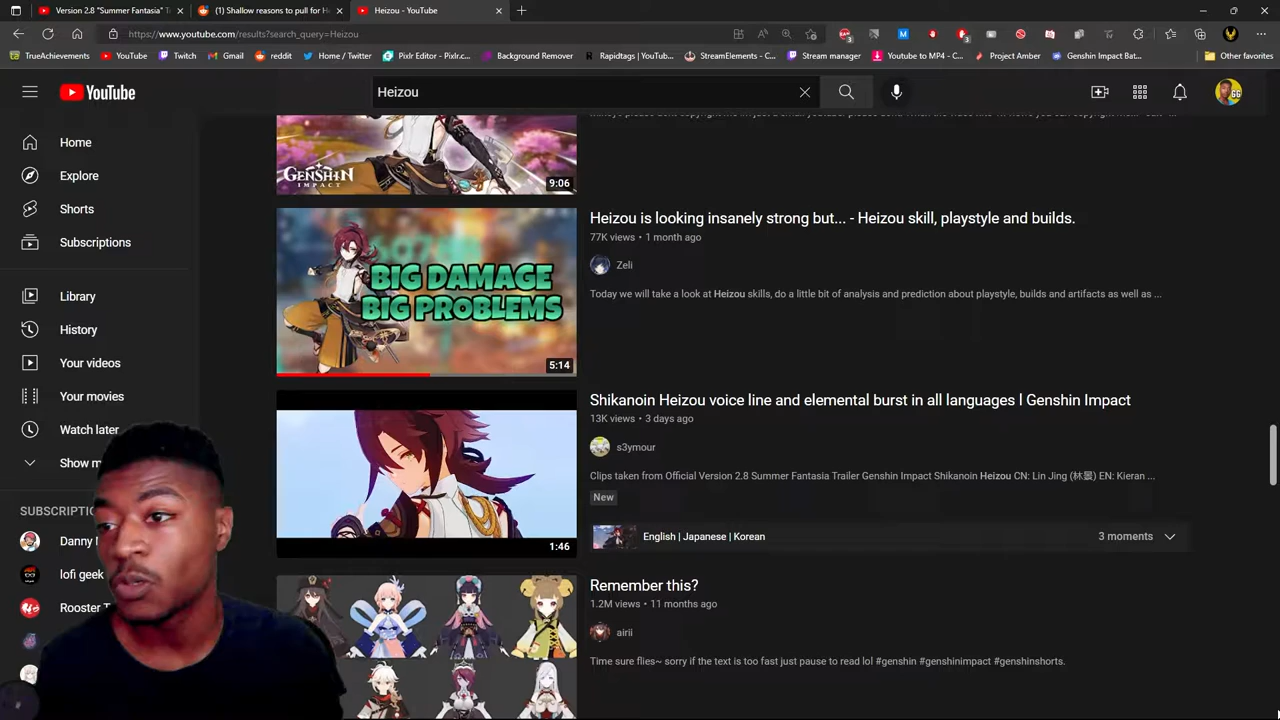 Version 2.8 "Summer Fantasia" T
(1) Shallow reasons to pull for H
Heizou - YouTube
https://www.youtube.com/results?search_query=Heizou
TrueAchievements
YouTube
Twitch
Gmail
reddit
Home / Twitter
Pixlr Editor - Pixlr.c...
Background Remover
Rapidtags | YouTub...
StreamElements - C...
Stream manager
Youtube to MP4 - C...
Project Amber
Genshin Impact Bat...
Other favorites
YouTube
Heizou
Home
Explore
Shorts
Subscriptions
Library
History
Your videos
Your movies
Watch later
Show m
SUBSCRIPTIO
Danny
lofi geek
Rooster T
GENSHIN
IMPACT
9:06
BIG DAMAGE
BIG PROBLEMS
5:14
Heizou is looking insanely strong but... - Heizou skill, playstyle and builds.
77K views • 1 month ago
Zeli
Today we will take a look at Heizou skills, do a little bit of analysis and prediction about playstyle, builds and artifacts as well as ...
1:46
Shikanoin Heizou voice line and elemental burst in all languages l Genshin Impact
13K views • 3 days ago
s3ymour
Clips taken from Official Version 2.8 Summer Fantasia Trailer Genshin Impact Shikanoin Heizou CN: Lin Jing (林景) EN: Kieran ...
New
English | Japanese | Korean
3 moments
Remember this?
1.2M views • 11 months ago
airii
Time sure flies~ sorry if the text is too fast just pause to read lol #genshin #genshinimpact #genshinshorts.